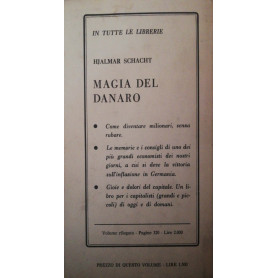 IN TUTTE LE LIBRERIE
HJALMAR SCHACHT
MAGIA DEL
DANARO
● Come diventare milionari, senza
rubare.
● Le memorie e i consigli di uno dei
più grandi economisti dei nostri
giorni, a cui si deve la vittoria
sull'inflazione in Germania.
● Gioie e dolori del capitale. Un li-
bro per i capitalisti (grandi e pic-
coli) di oggi e di domani.
Volume rilegato - Pagine - Lire
PREZZO DI QUESTO VOLUME - LIRE